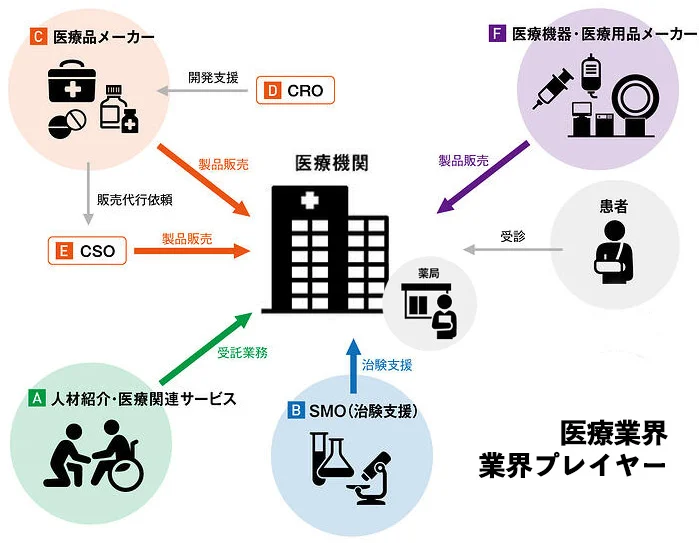 C 医療品メーカー
F 医療機器・医療用品メーカー
開発支援
D CRO
製品販売
医療機関
製品販売
販売代行依頼
患者
E CSO
製品販売
受診
薬局
受託業務
治験支援
A 人材紹介・医療関連サービス
B SMO(治験支援)
医療業界
業界プレイヤー